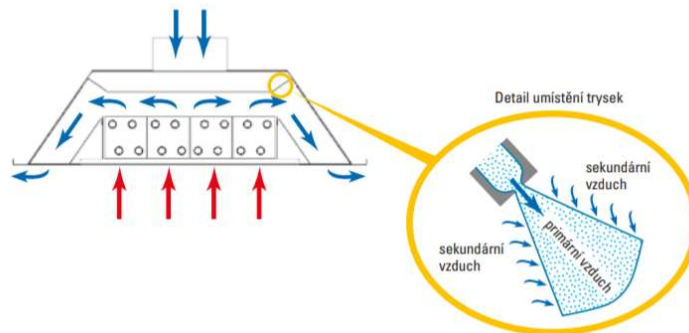 Detail umístění trysek
sekundární
vzduch
primární vzduch
sekundární
vzduch